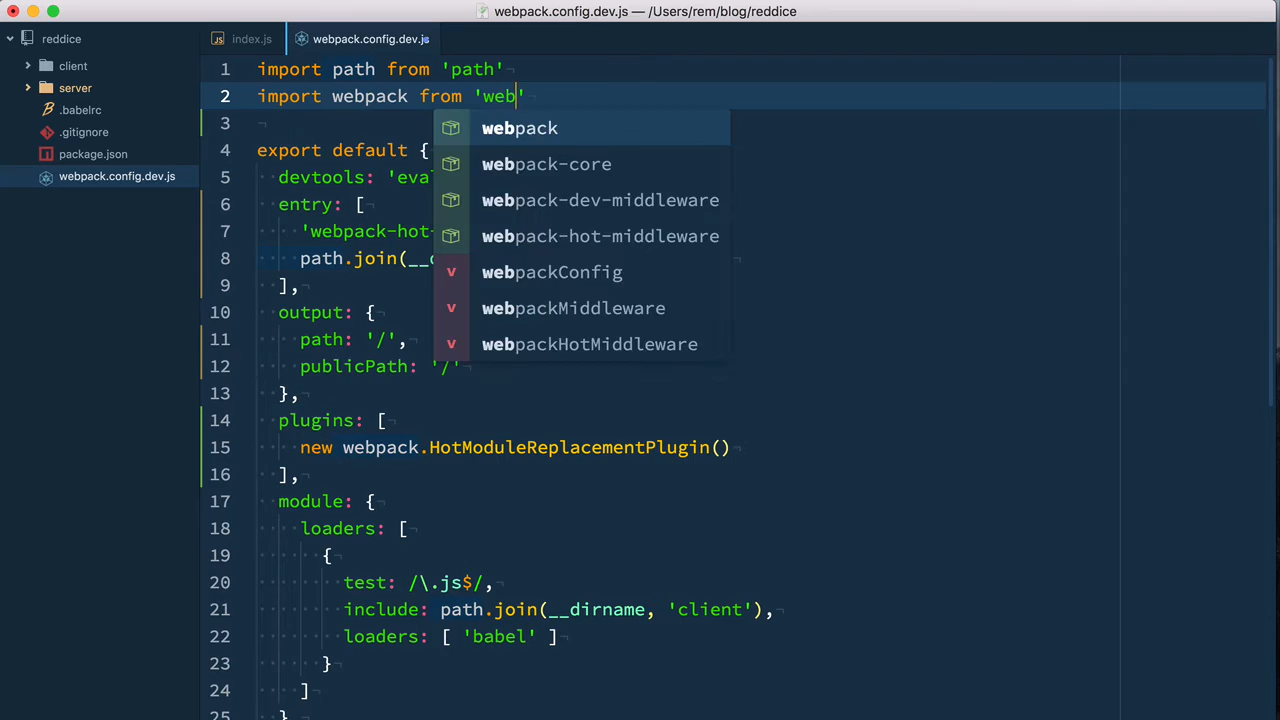 webpack.config.dev.js — /Users/rem/blog/reddice
reddice
client
server
.babelrc
.gitignore
package.json
webpack.config.dev.js
index.js
webpack.config.dev.js
1 import path from 'path'
2 import webpack from 'web'
3
4 export default {
5 devtools: 'eval
6 entry: [
7 'webpack-hot-
8 path.join(__d
9 ],
10 output: {
11 path: '/',
12 publicPath: '/'
13 },
14 plugins: [
15 new webpack.HotModuleReplacementPlugin()
16 ],
17 module: {
18 loaders: [
19 {
20 test: /\.js$/,
21 include: path.join(__dirname, 'client'),
22 loaders: [ 'babel' ]
23 }
24 ]
25 }
webpack
webpack-core
webpack-dev-middleware
webpack-hot-middleware
v webpackConfig
v webpackMiddleware
v webpackHotMiddleware